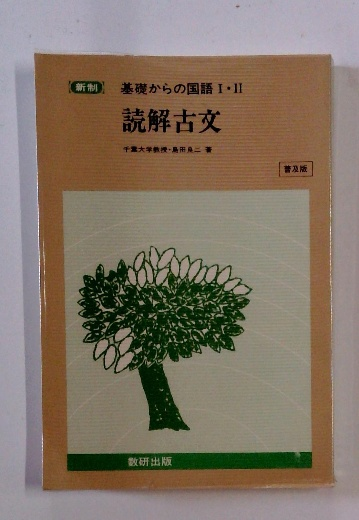 新制 基礎からの国語 I・II
読解古文
千葉大学教授・島田良二 著
普及版
数研出版